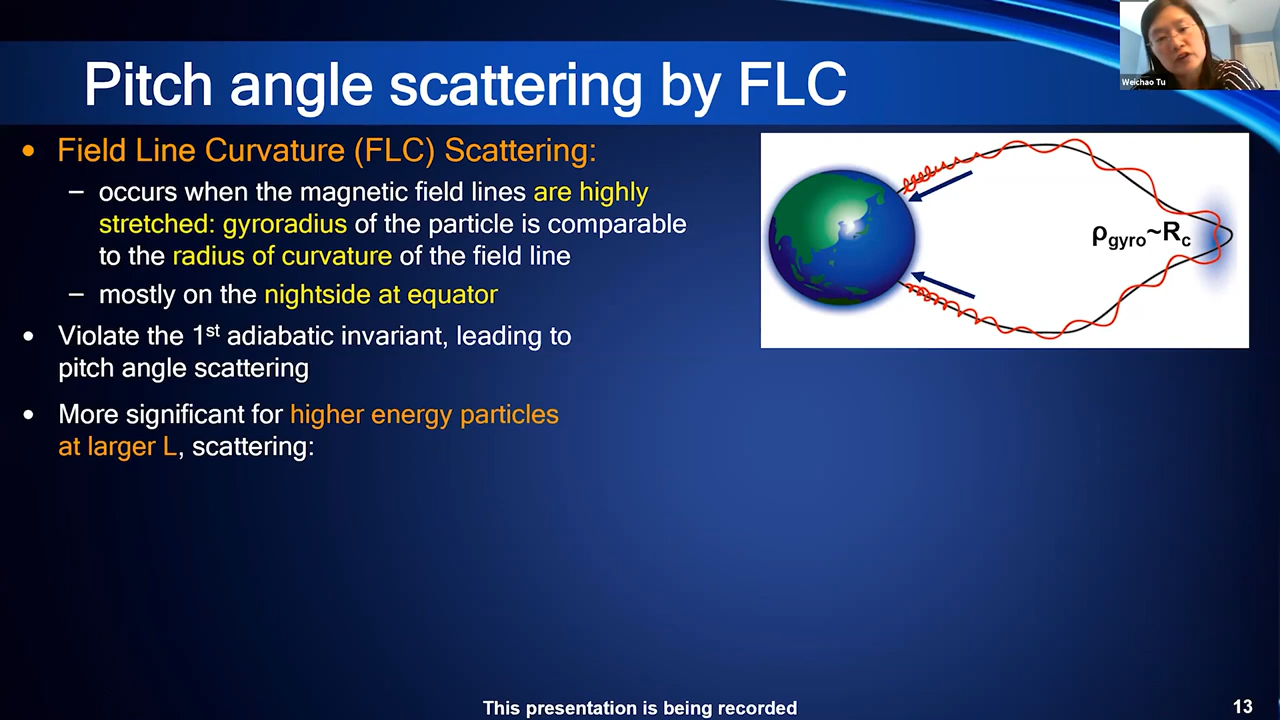 Pitch angle scattering by FLC
Weichao Tu
• Field Line Curvature (FLC) Scattering:
– occurs when the magnetic field lines are highly
stretched: gyroradius of the particle is comparable
to the radius of curvature of the field line
– mostly on the nightside at equator
• Violate the 1st adiabatic invariant, leading to
pitch angle scattering
• More significant for higher energy particles
at larger L, scattering:
ρgyro~Rc
This presentation is being recorded
13